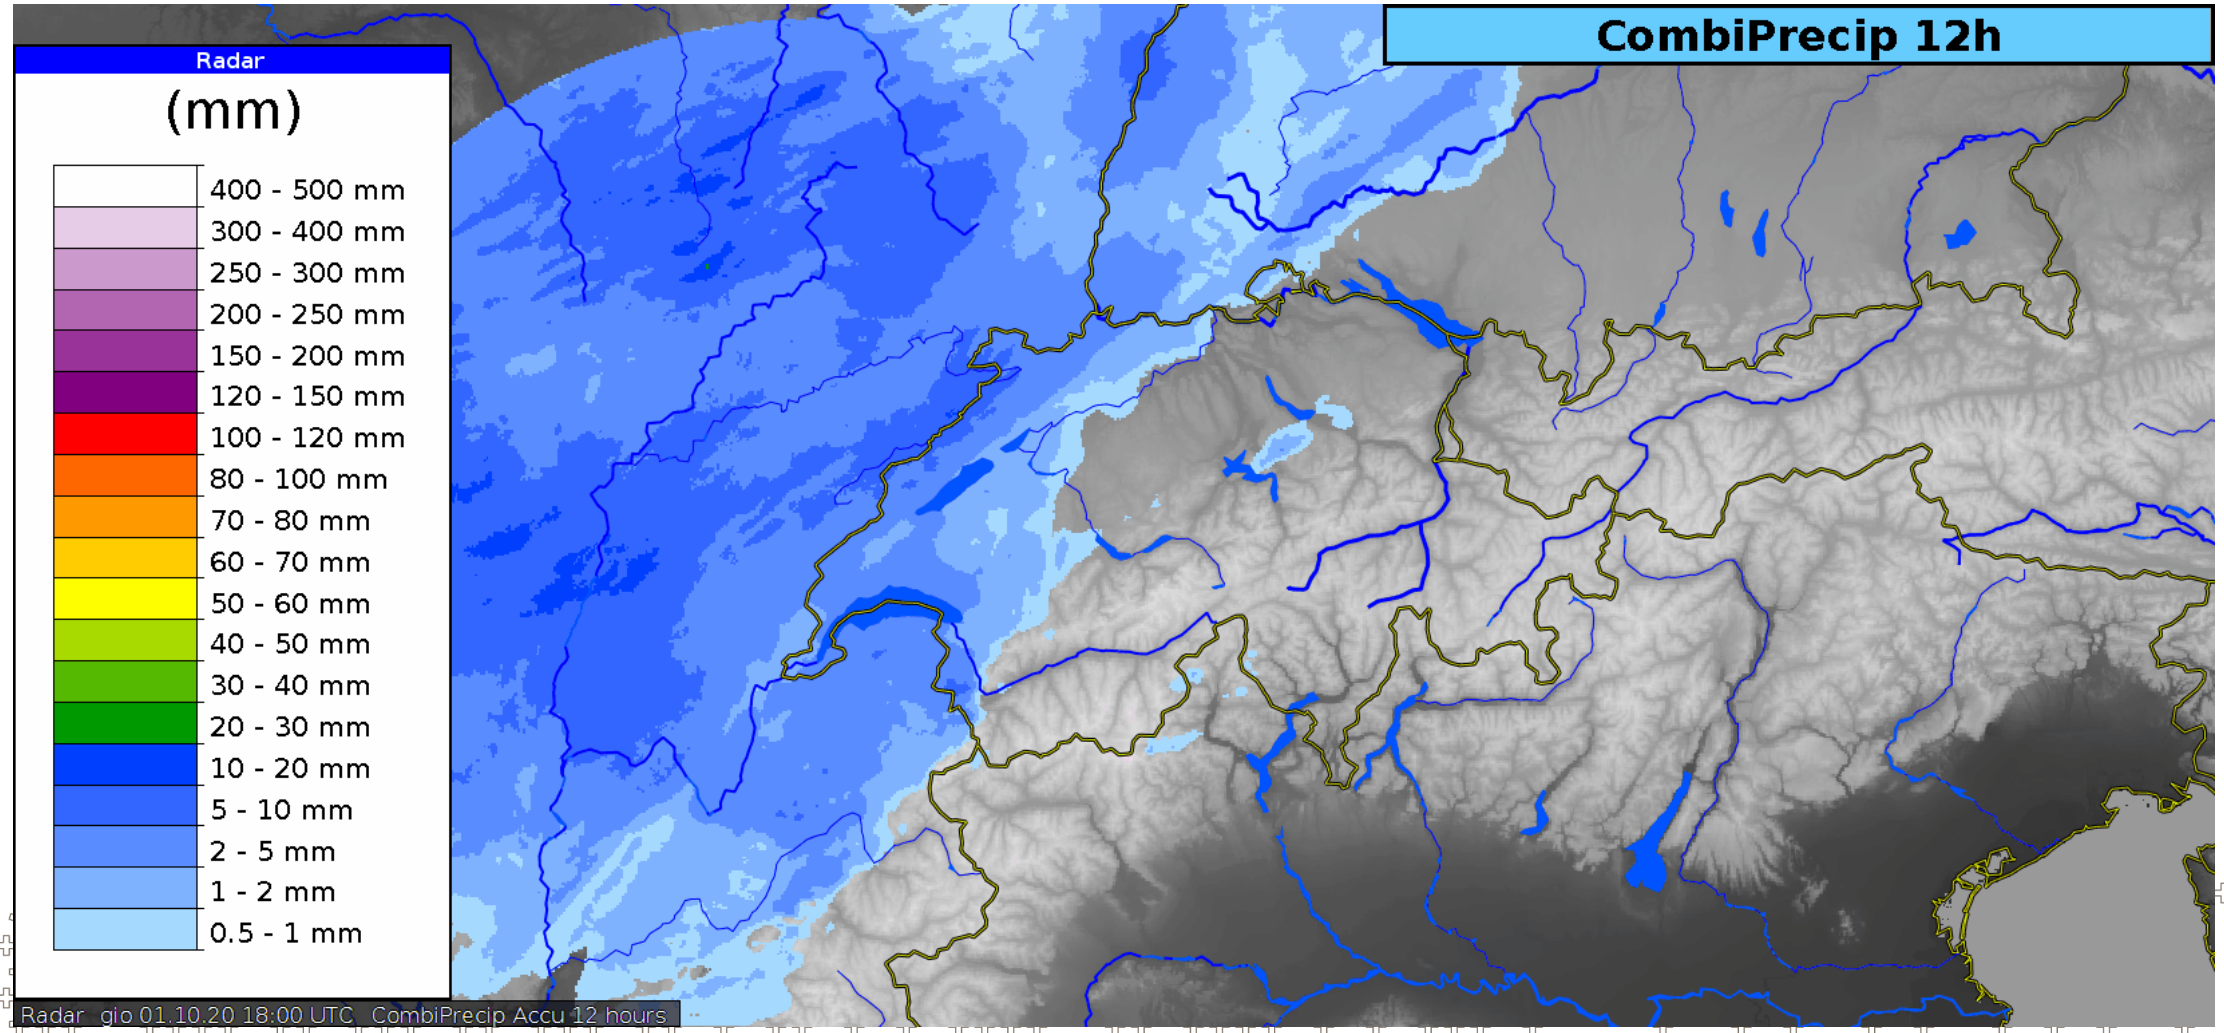 CombiPrecip 12h
Radar
(mm)
400 - 500 mm
300 - 400 mm
250 - 300 mm
200 - 250 mm
150 - 200 mm
120 - 150 mm
100 - 120 mm
80 - 100 mm
70 - 80 mm
60 - 70 mm
50 - 60 mm
40 - 50 mm
30 - 40 mm
20 - 30 mm
10 - 20 mm
5 - 10 mm
2 - 5 mm
1 - 2 mm
0.5 - 1 mm
Radar gio 01.10.20 18:00 UTC CombiPrecip Accu 12 hours